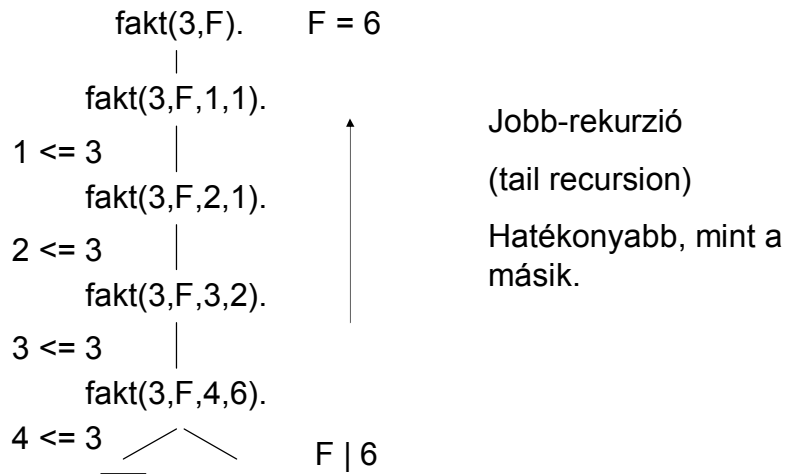 fakt(3,F). F = 6
fakt(3,F,1,1).
1 <= 3
fakt(3,F,2,1).
2 <= 3
fakt(3,F,3,2).
3 <= 3
fakt(3,F,4,6).
4 <= 3
F | 6
Jobb-rekurzió
(tail recursion)
Hatékonyabb, mint a
másik.